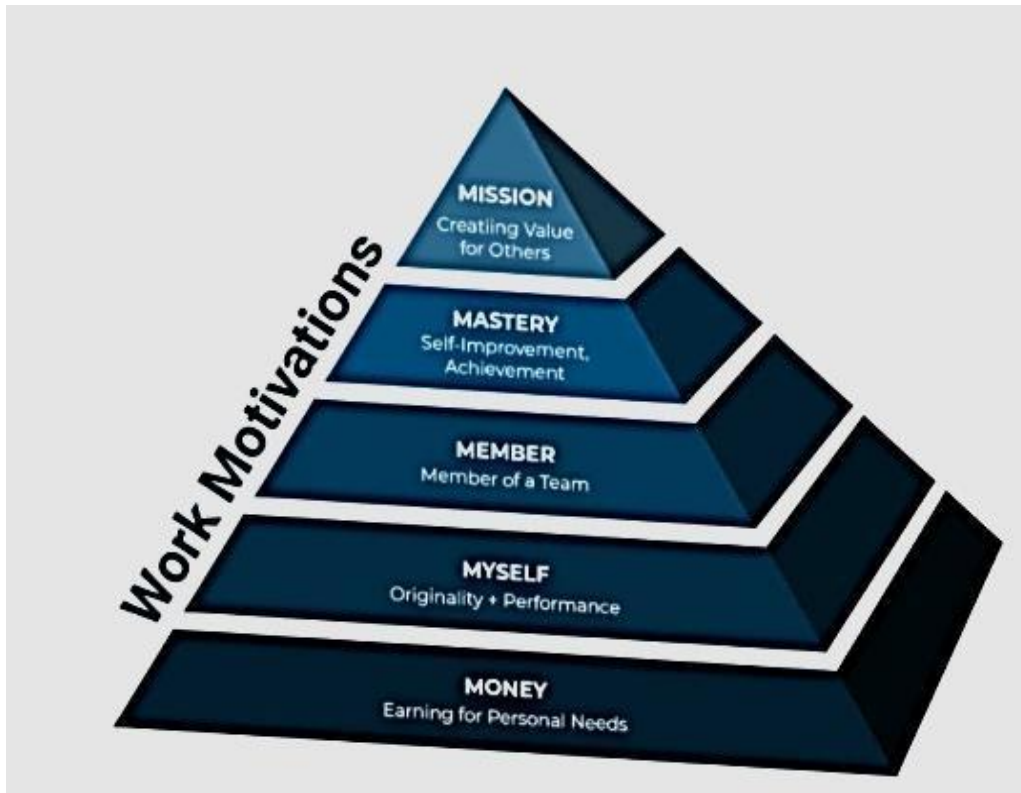 Work Motivations
MISSION
Creatiing Value
for Others
MASTERY
Self-Improvement,
Achievement
MEMBER
Member of a Team
MYSELF
Originality + Performance
MONEY
Earning for Personal Needs